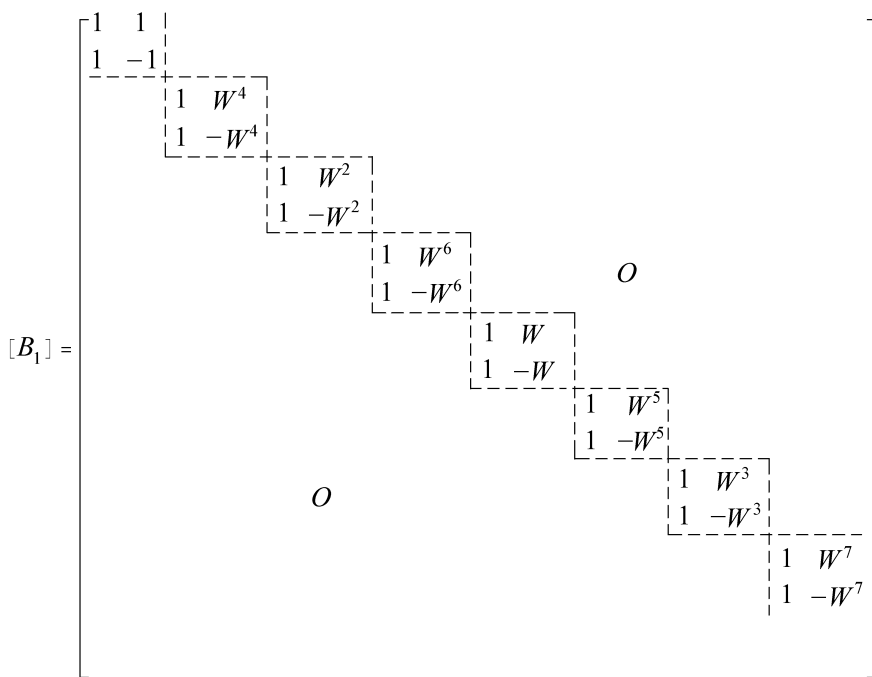 1 1
1 −1
1 W⁴
1 −W⁴
1 W²
1 −W²
1 W⁶
O
1 −W⁶
1 W
[B₁] =
1 −W
1 W⁵
1 −W⁵
1 W³
O
1 −W³
1 W⁷
1 −W⁷